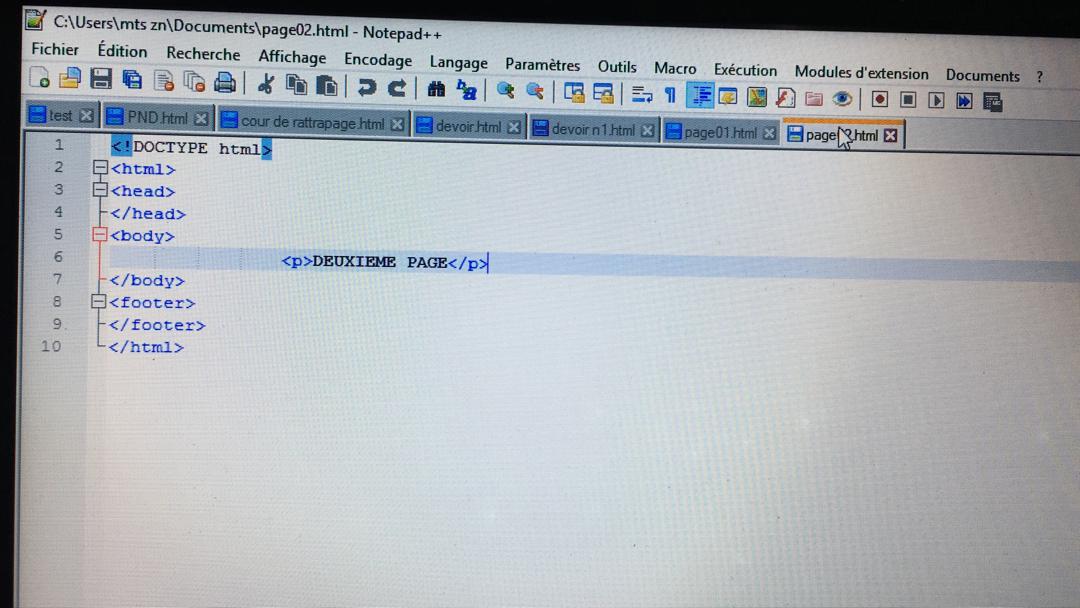 C:\Users\mts zn\Documents\page02.html - Notepad++
Fichier Édition Recherche Affichage Encodage Langage Paramètres Outils Macro Exécution Modules d'extension Documents ?
test PND.html cour de rattrapage.html devoir.html devoir n1.html page01.html page02.html
1 <!DOCTYPE html>
2 <html>
3 <head>
4 </head>
5 <body>
6 <p>DEUXIEME PAGE</p>
7 </body>
8 <footer>
9 </footer>
10 </html>